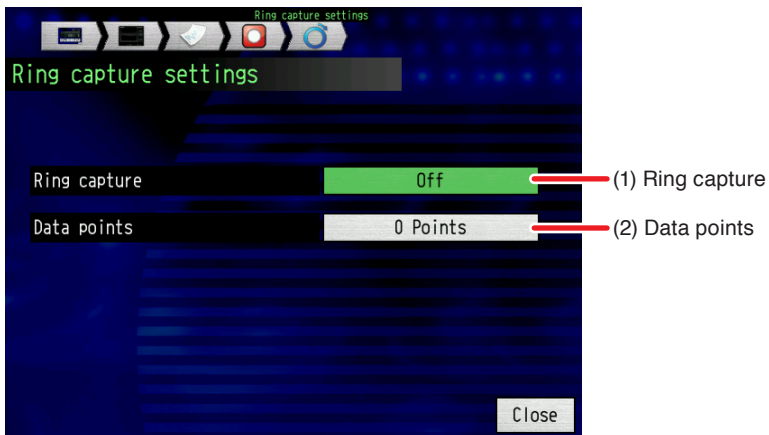 Ring capture settings
Ring capture settings
Ring capture Off (1) Ring capture
Data points 0 Points (2) Data points
Close